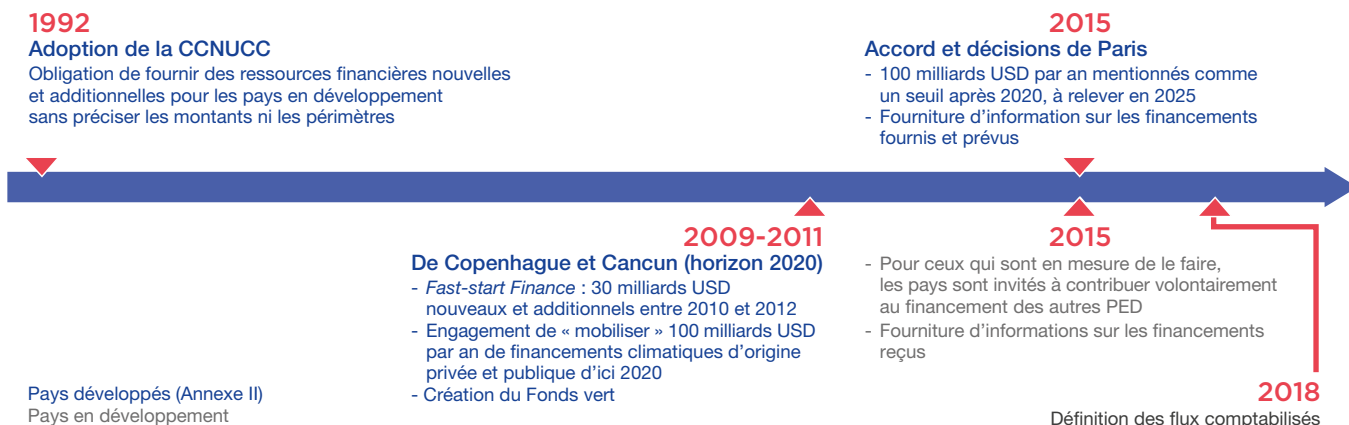 1992
Adoption de la CCNUCC
Obligation de fournir des ressources financières nouvelles
et additionnelles pour les pays en développement
sans préciser les montants ni les périmètres
2015
Accord et décisions de Paris
- 100 milliards USD par an mentionnés comme
un seuil après 2020, à relever en 2025
- Fourniture d'information sur les financements
fournis et prévus
2009-2011
De Copenhague et Cancun (horizon 2020)
- Fast-start Finance : 30 milliards USD
nouveaux et additionnels entre 2010 et 2012
- Engagement de « mobiliser » 100 milliards USD
par an de financements climatiques d'origine
privée et publique d'ici 2020
- Création du Fonds vert
2015
- Pour ceux qui sont en mesure de le faire,
les pays sont invités à contribuer volontairement
au financement des autres PED
- Fourniture d'informations sur les financements
reçus
2018
Définition des flux comptabilisés
Pays développés (Annexe II)
Pays en développement